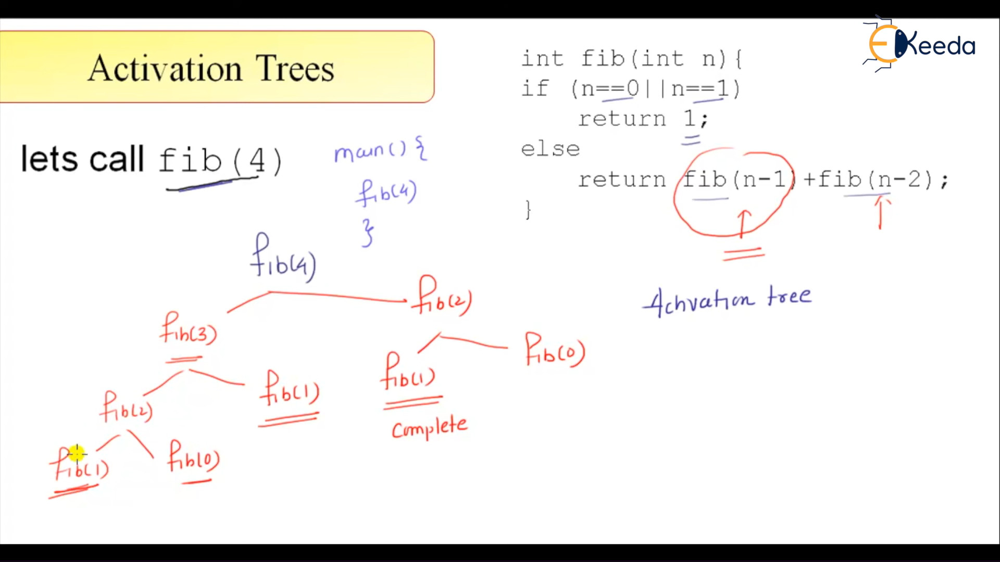 Activation Trees
EKeeda
int fib(int n){
if (n==0||n==1)
return 1;
else
return fib(n-1)+fib(n-2);
}
lets call fib(4)
main() {
fib(4)
}
fib(4)
fib(3)
fib(2)
fib(2)
fib(1)
fib(1)
fib(0)
fib(1)
fib(0)
Complete
Activation tree